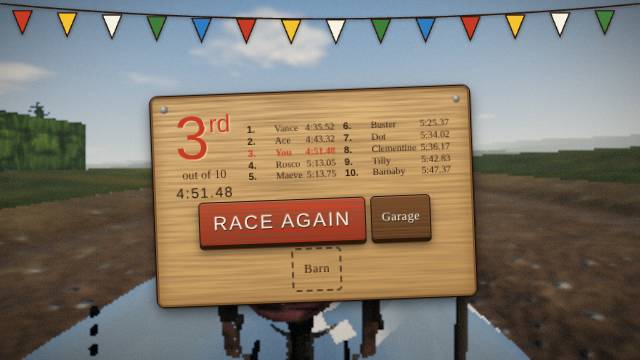 3rd
out of 10
4:51.48
1. Vance 4:35.52
2. Ace 4:43.32
3. You 4:51.48
4. Rosco 5:13.05
5. Maeve 5:13.75
6. Buster 5:25.37
7. Dot 5:34.02
8. Clementine 5:36.17
9. Tilly 5:42.83
10. Barnaby 5:47.37
RACE AGAIN
Garage
Barn